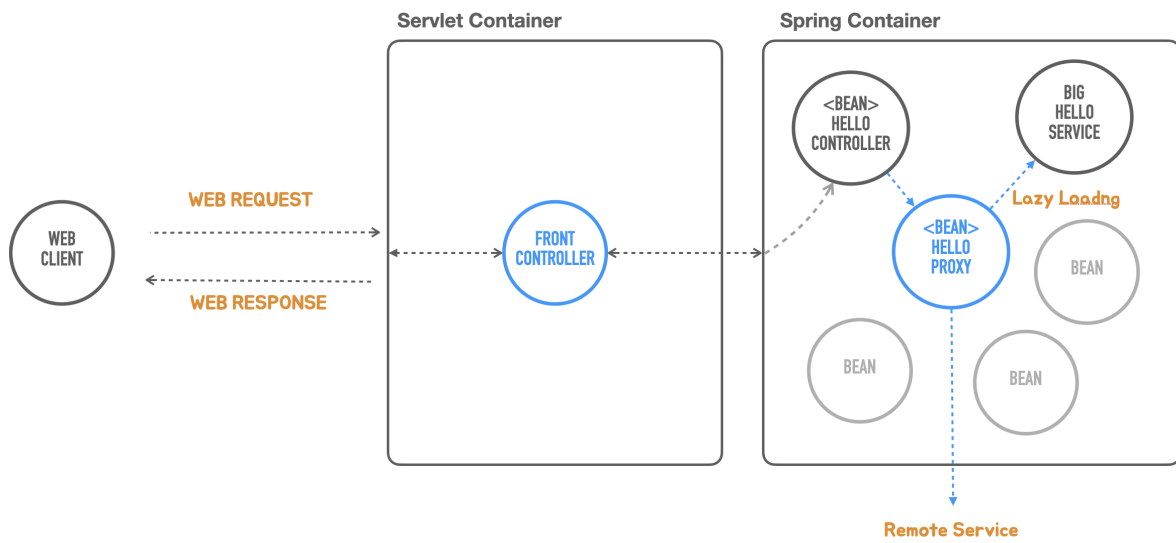 Servlet Container
Spring Container
<BEAN>
HELLO
CONTROLLER
BIG
HELLO
SERVICE
WEB REQUEST
Lazy Loadng
WEB
CLIENT
FRONT
CONTROLLER
<BEAN>
HELLO
PROXY
BEAN
WEB RESPONSE
BEAN
BEAN
Remote Service